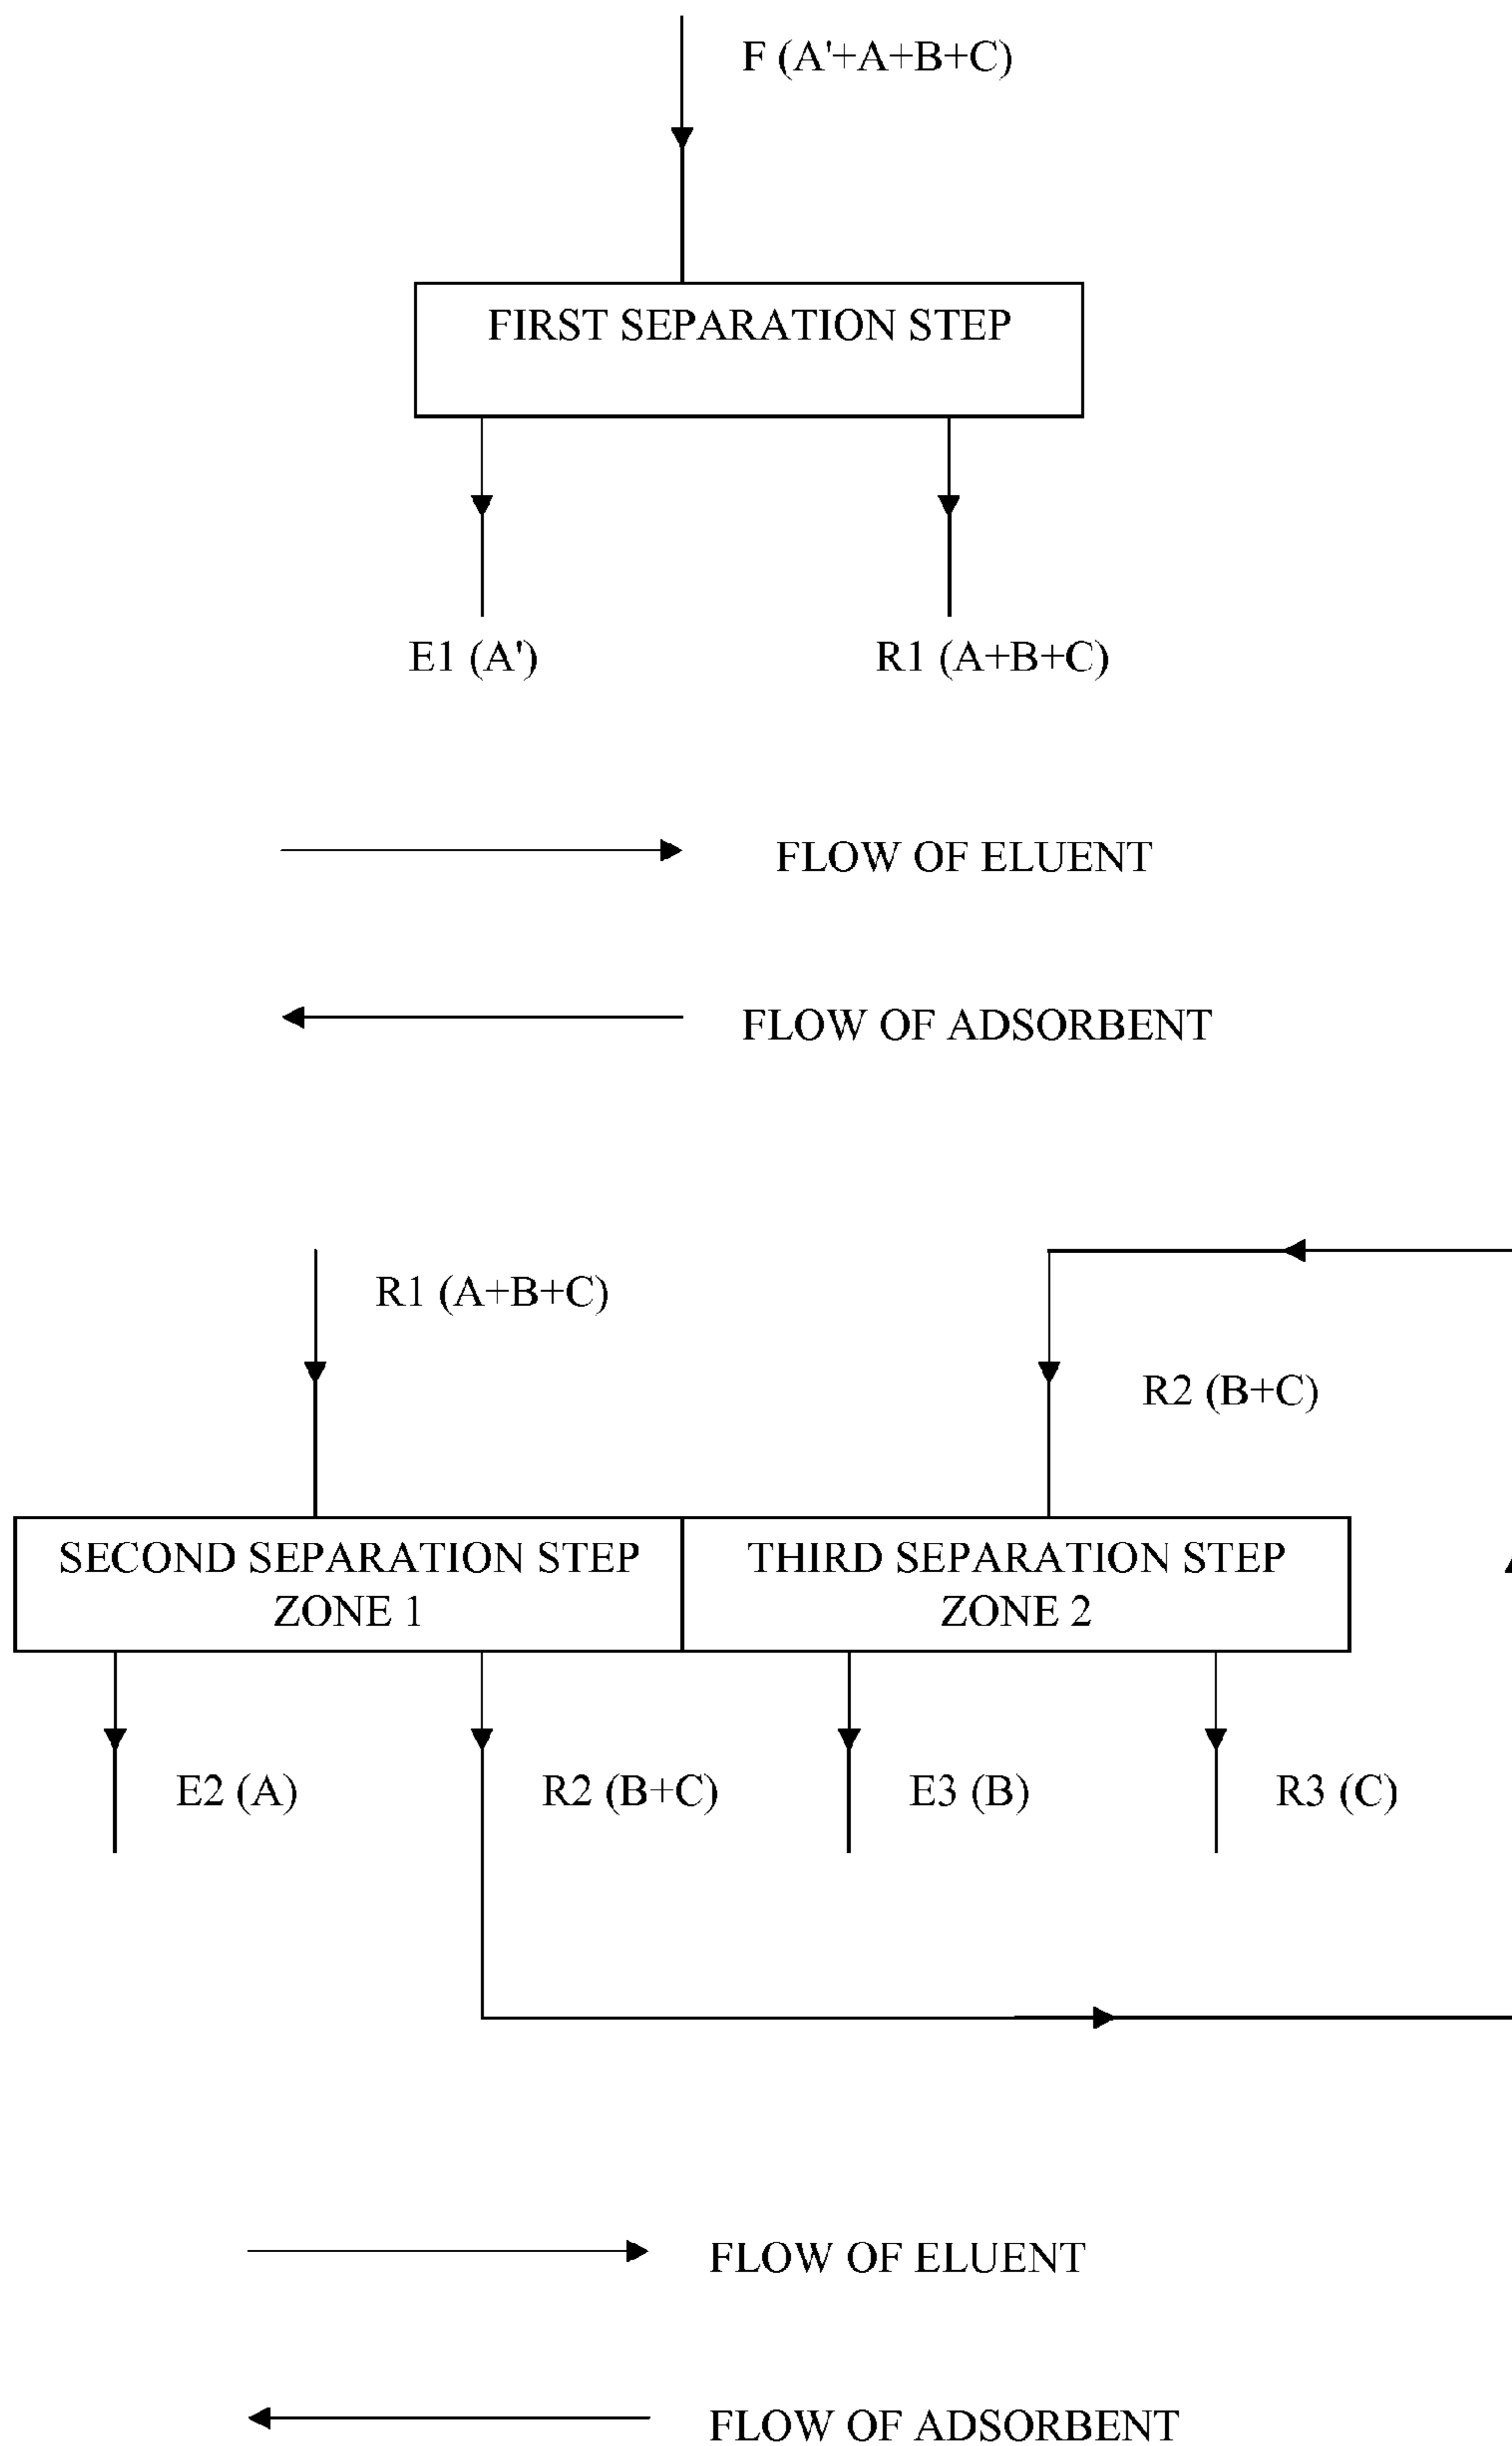 F (A'+A+B+C)
FIRST SEPARATION STEP
E1 (A')
R1 (A+B+C)
FLOW OF ELUENT
FLOW OF ADSORBENT
R1 (A+B+C)
R2 (B+C)
SECOND SEPARATION STEP
ZONE 1
THIRD SEPARATION STEP
ZONE 2
E2 (A)
R2 (B+C)
E3 (B)
R3 (C)
FLOW OF ELUENT
FLOW OF ADSORBENT